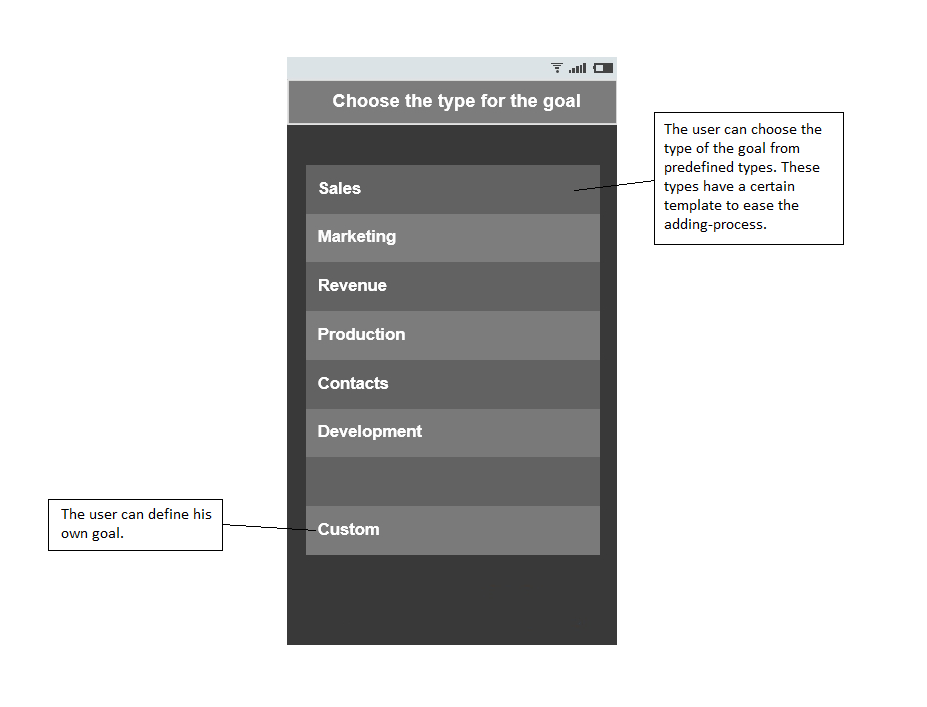 Choose the type for the goal
The user can choose the
type of the goal from
predefined types. These
types have a certain
template to ease the
adding-process.
Sales
Marketing
Revenue
Production
Contacts
Development
The user can define his
own goal.
Custom